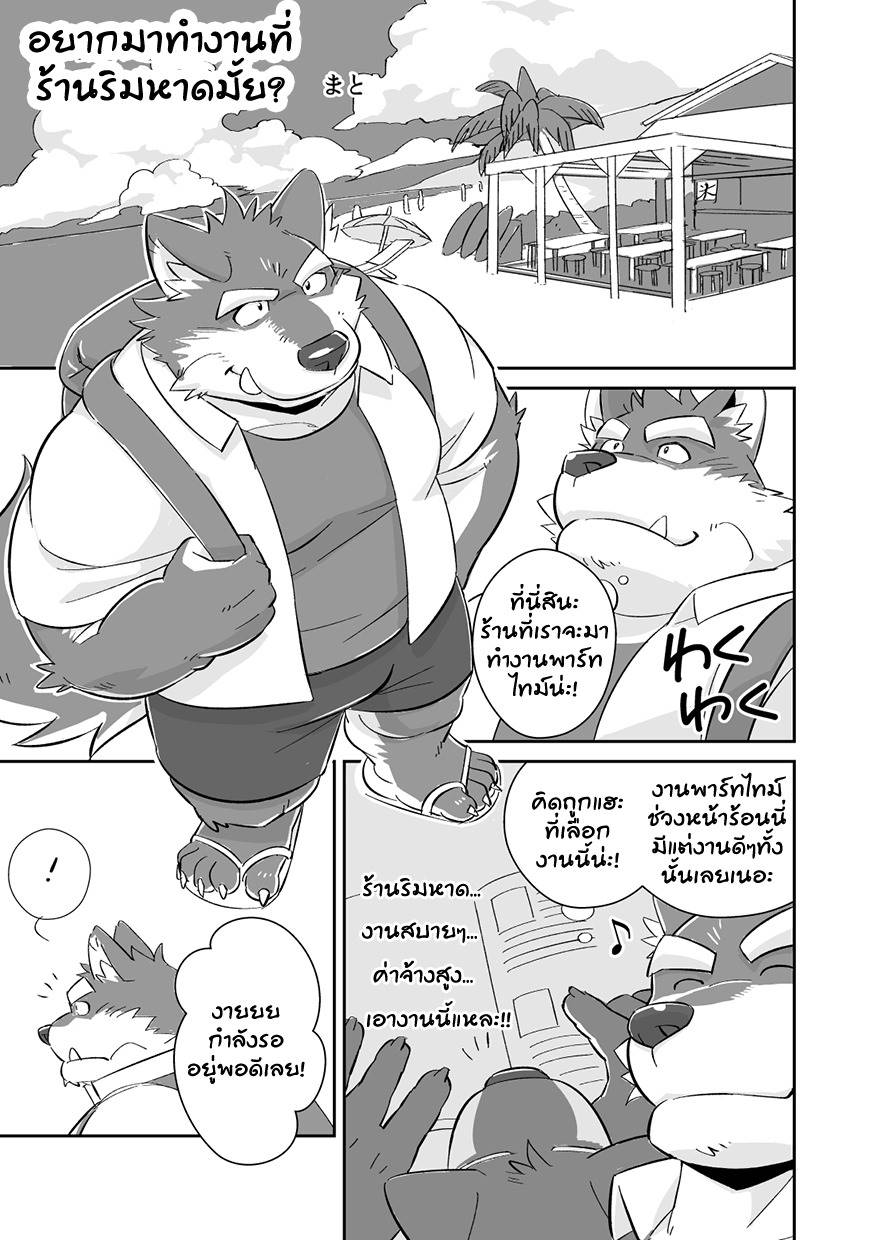 อยากมาทำงานที่
ร้านริมหาดมั้ย?
まと
氷
ที่นี่สินะ
ร้านที่เราจะมา
ทำงานพาร์ท
ไทม์น่ะ!
わく
わく
งานพาร์ทไทม์
ช่วงหน้าร้อนนี่
มีแต่งานดีๆทั้ง
นั้นเลยเนอะ
คิดถูกแฮะ
ที่เลือก
งานนี้น่ะ!
ร้านริมหาด...
งานสบายๆ...
ค่าจ้างสูง...
เอางานนี้แหละ!!
!
งายยย
กำลังรอ
อยู่พอดีเลย!